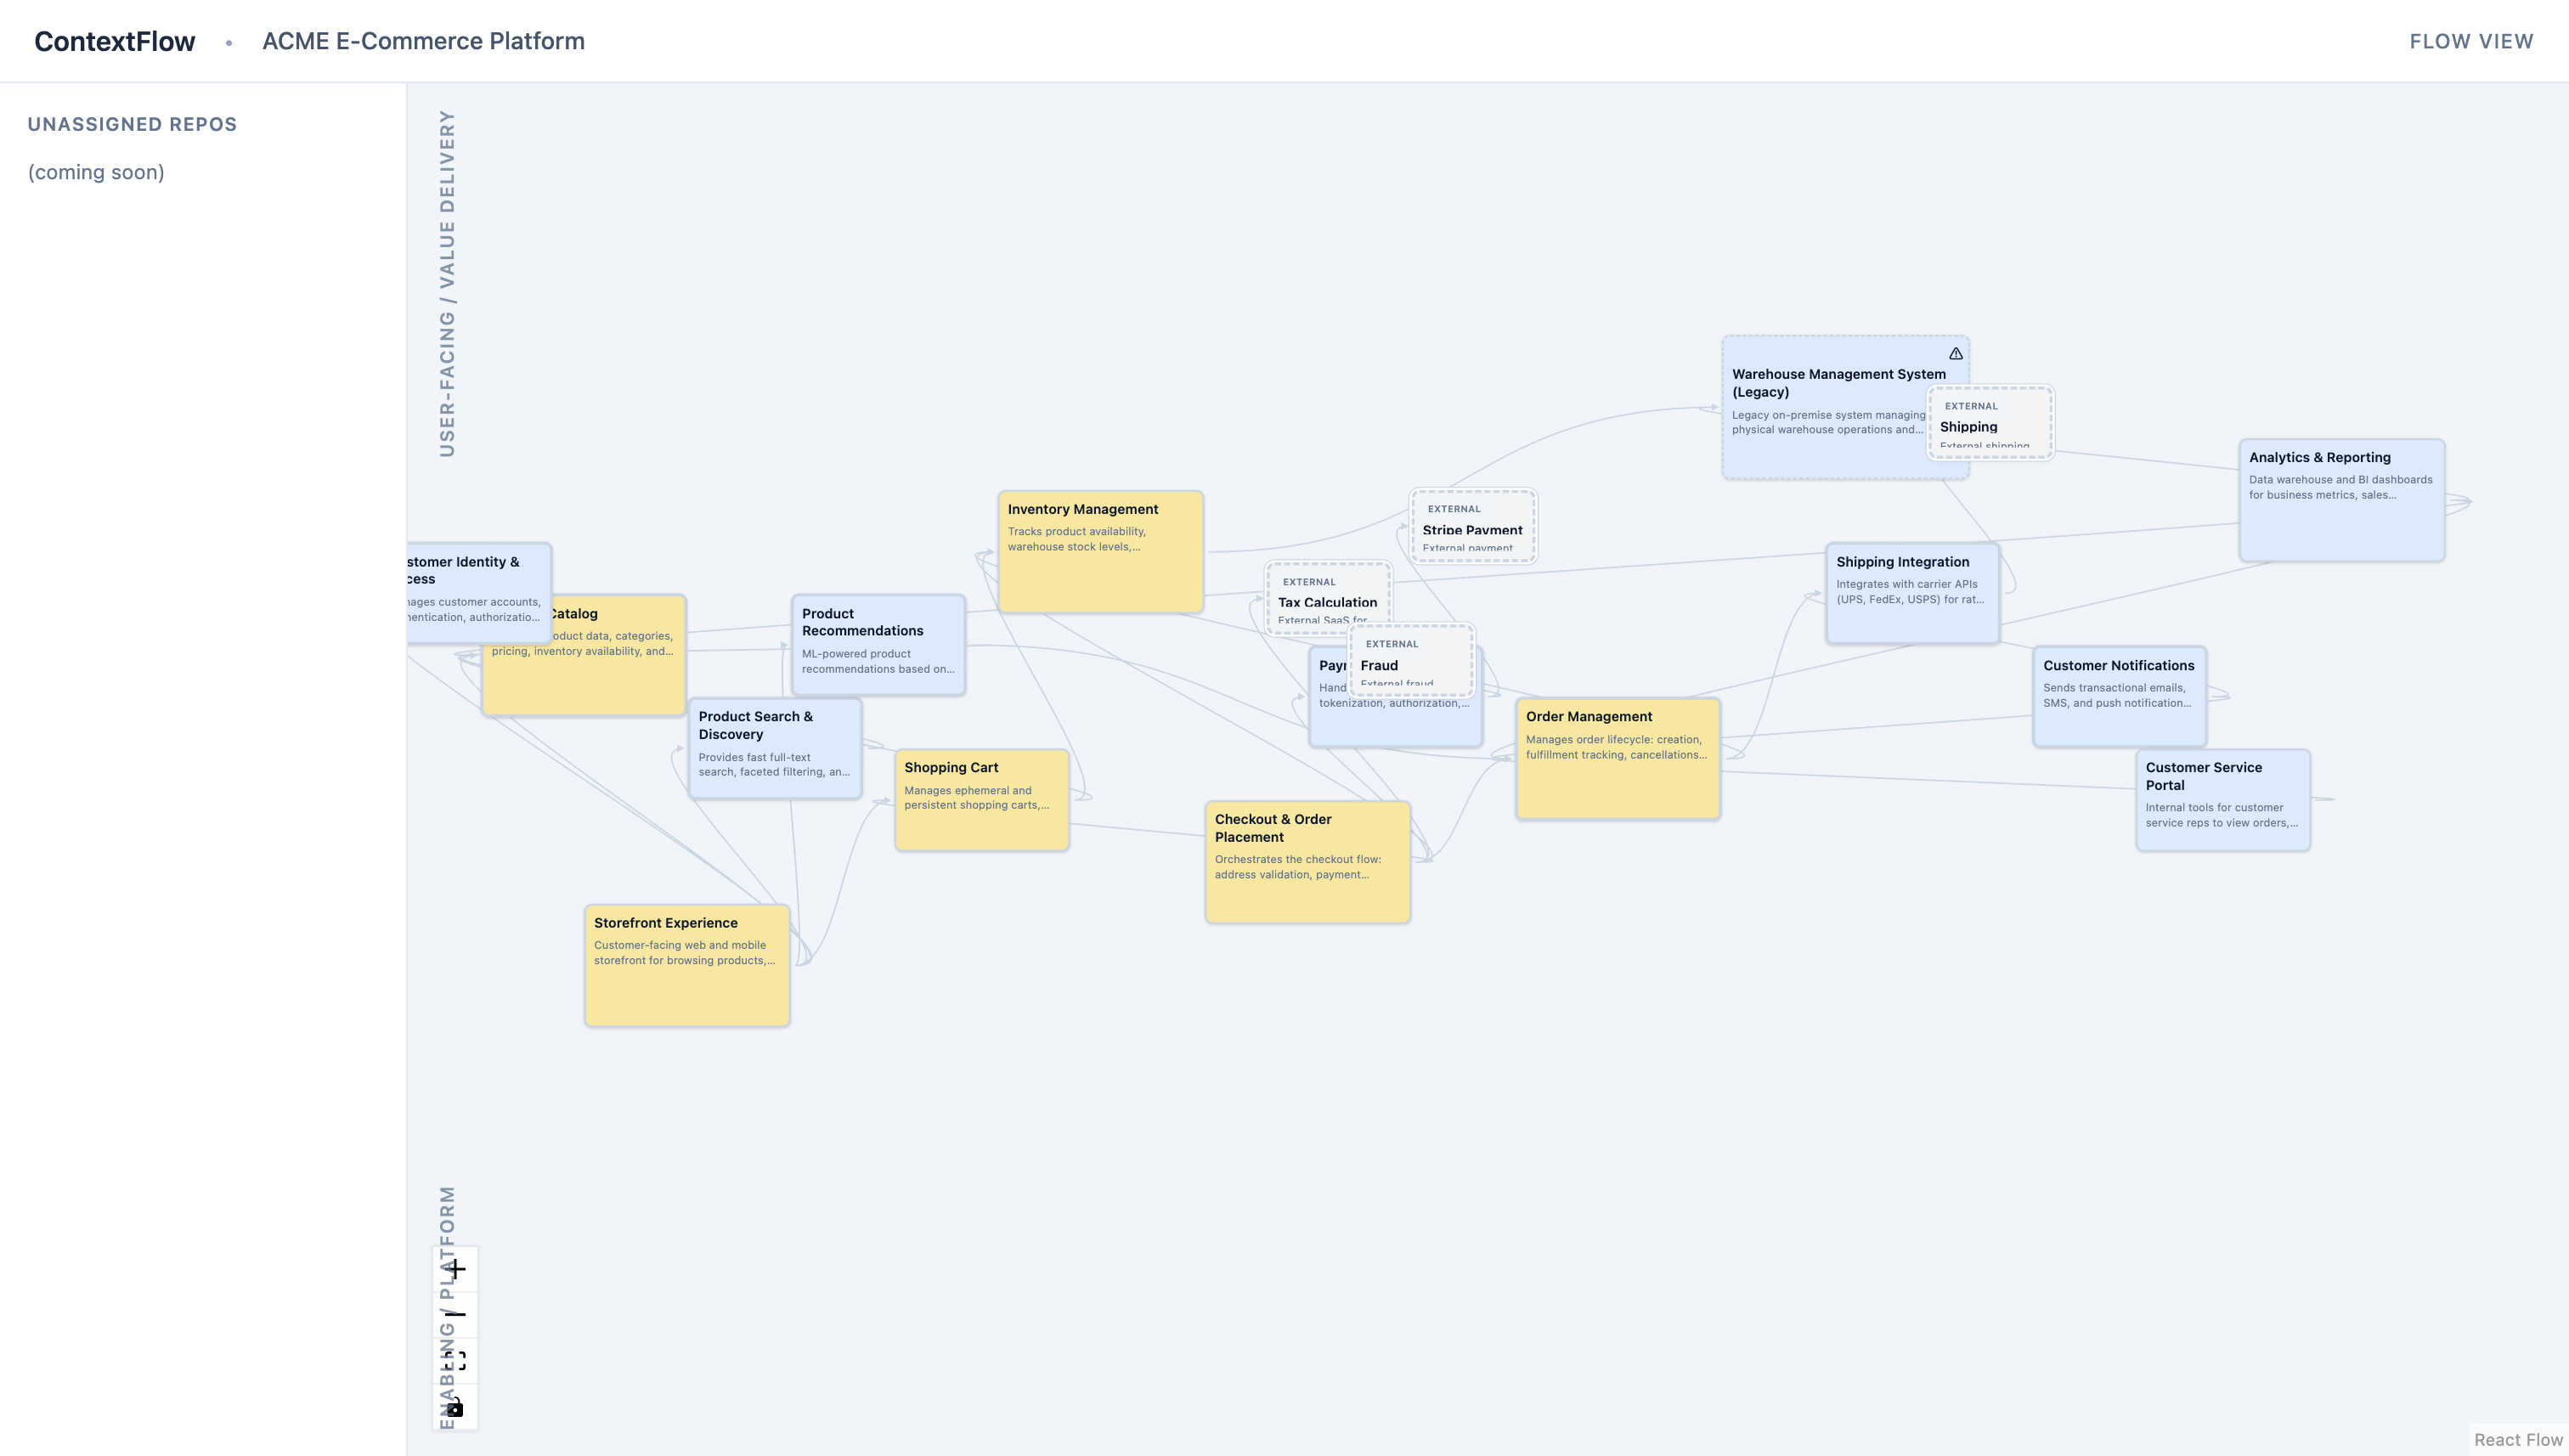 ContextFlow • ACME E-Commerce Platform
FLOW VIEW
UNASSIGNED REPOS
(coming soon)
USER-FACING / VALUE DELIVERY
ENABLING / PLATFORM
Warehouse Management System
(Legacy)
Legacy on-premise system managing
physical warehouse operations and...
EXTERNAL
Shipping
External shipping
Analytics & Reporting
Data warehouse and BI dashboards
for business metrics, sales...
Inventory Management
Tracks product availability,
warehouse stock levels,...
EXTERNAL
Stripe Payment
External payment
stomer Identity &
cess
nages customer accounts,
hentication, authorizatio...
Catalog
oduct data, categories,
pricing, inventory availability, and...
Product
Recommendations
ML-powered product
recommendations based on...
EXTERNAL
Tax Calculation
External SaaS for
EXTERNAL
Fraud
External fraud
Payr
Hand
tokenization, authorization,...
Shipping Integration
Integrates with carrier APIs
(UPS, FedEx, USPS) for rat...
Customer Notifications
Sends transactional emails,
SMS, and push notification...
Product Search &
Discovery
Provides fast full-text
search, faceted filtering, an...
Shopping Cart
Manages ephemeral and
persistent shopping carts,...
Order Management
Manages order lifecycle: creation,
fulfillment tracking, cancellations...
Customer Service
Portal
Internal tools for customer
service reps to view orders,...
Checkout & Order
Placement
Orchestrates the checkout flow:
address validation, payment...
Storefront Experience
Customer-facing web and mobile
storefront for browsing products,...
React Flow